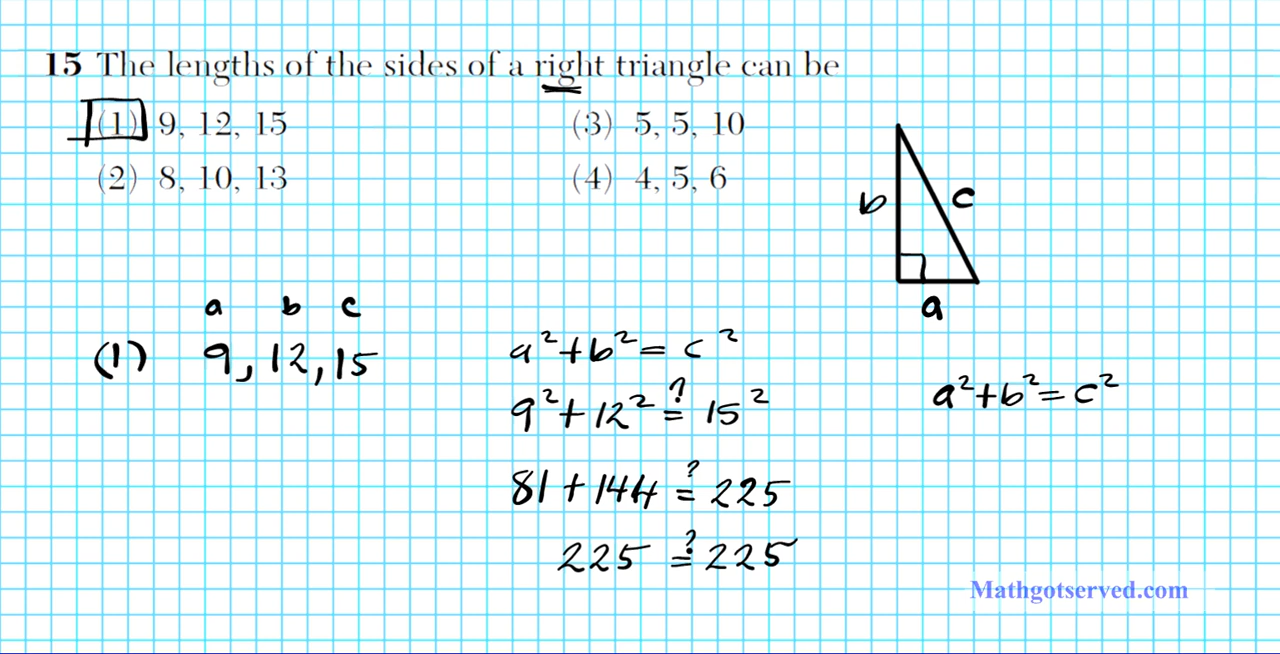 15 The lengths of the sides of a right triangle can be
(1) 9, 12, 15
(3) 5, 5, 10
(2) 8, 10, 13
(4) 4, 5, 6
b
c
a
a b c
(1) 9, 12, 15
a² + b² = c²
9² + 12² ≟ 15²
81 + 144 ≟ 225
225 ≟ 225
a² + b² = c²
Mathgotserved.com